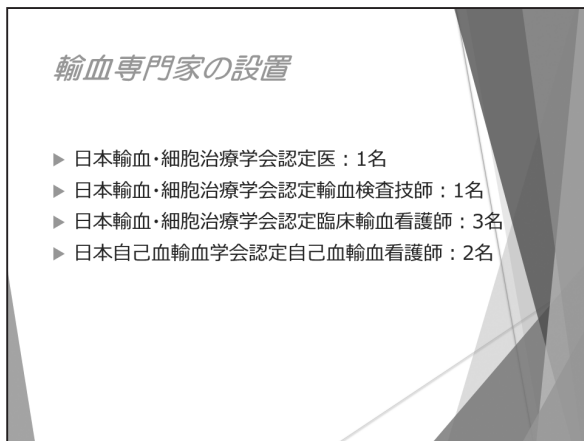 輸血専門家の設置
日本輸血･細胞治療学会認定医：1名
日本輸血･細胞治療学会認定輸血検査技師：1名
日本輸血･細胞治療学会認定臨床輸血看護師：3名
日本自己血輸血学会認定自己血輸血看護師：2名